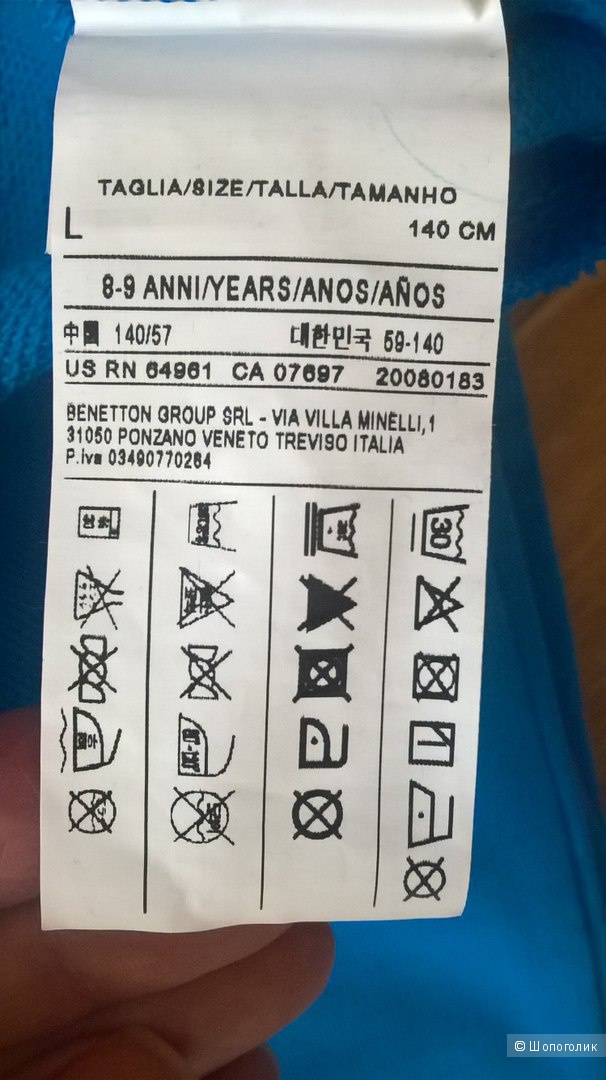 TAGLIA/SIZE/TALLA/TAMANHO
L 140 CM
8-9 ANNI/YEARS/ANOS/AÑOS
中國 140/57 대한민국 59-140
US RN 64961 CA 07697 20080183
BENETTON GROUP SRL - VIA VILLA MINELLI,1
31050 PONZANO VENETO TREVISO ITALIA
P.iva 03490770264
30
© Шопоголик